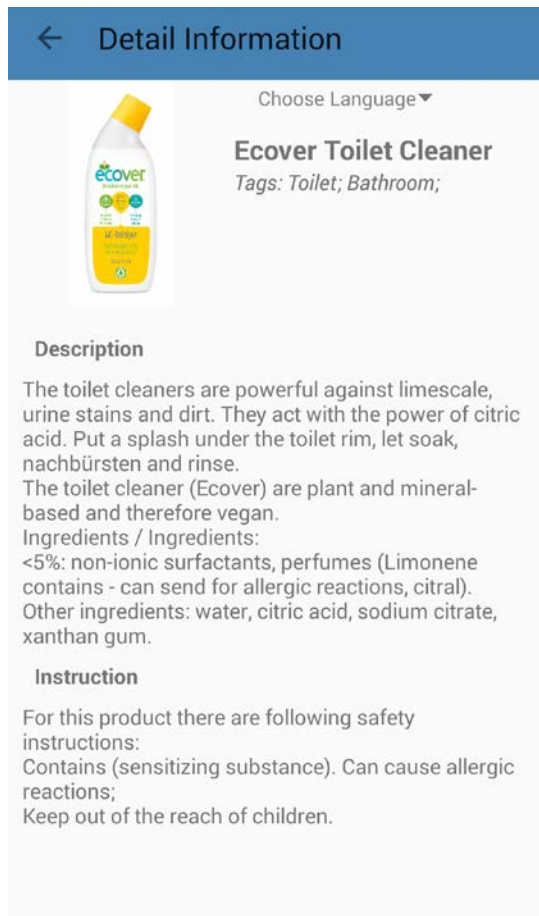 Detail Information
Choose Language
Ecover Toilet Cleaner
Tags: Toilet; Bathroom;
ecover
WC-Reiniger
Description
The toilet cleaners are powerful against limescale,
urine stains and dirt. They act with the power of citric
acid. Put a splash under the toilet rim, let soak,
nachbürsten and rinse.
The toilet cleaner (Ecover) are plant and mineral-
based and therefore vegan.
Ingredients / Ingredients:
<5%: non-ionic surfactants, perfumes (Limonene
contains - can send for allergic reactions, citral).
Other ingredients: water, citric acid, sodium citrate,
xanthan gum.
Instruction
For this product there are following safety
instructions:
Contains (sensitizing substance). Can cause allergic
reactions;
Keep out of the reach of children.